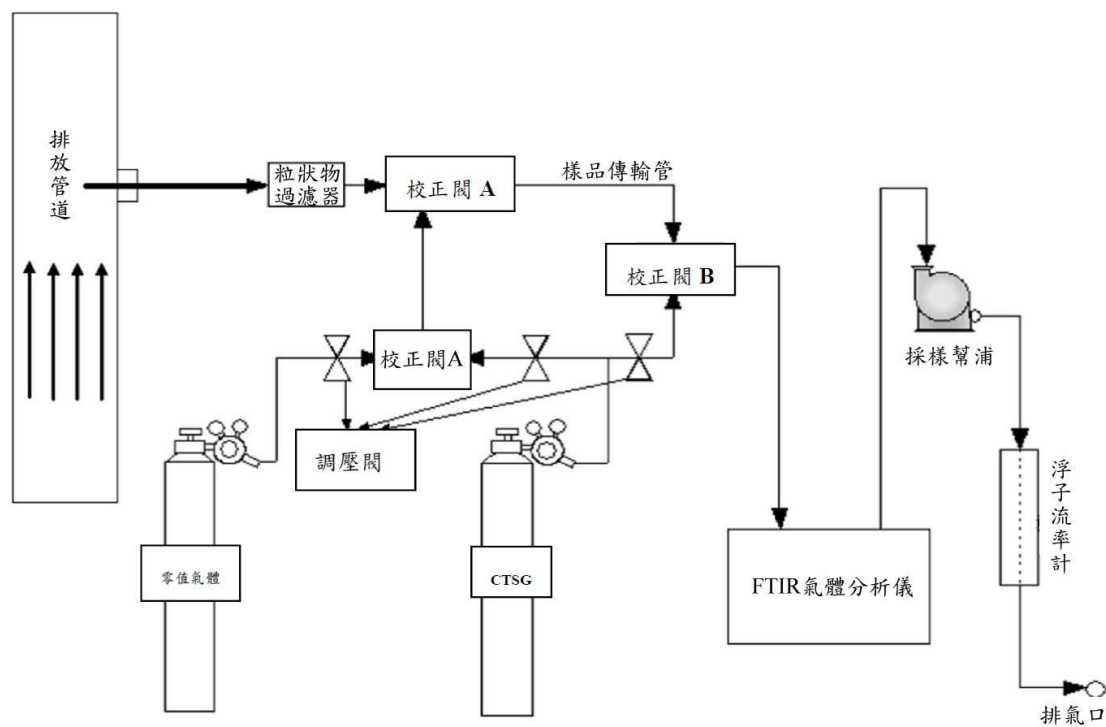 排放管道
粒狀物
過濾器
校正閥 A
樣品傳輸管
校正閥 B
校正閥A
採樣幫浦
調壓閥
浮子流率計
零值氣體
CTSG
FTIR氣體分析儀
排氣口